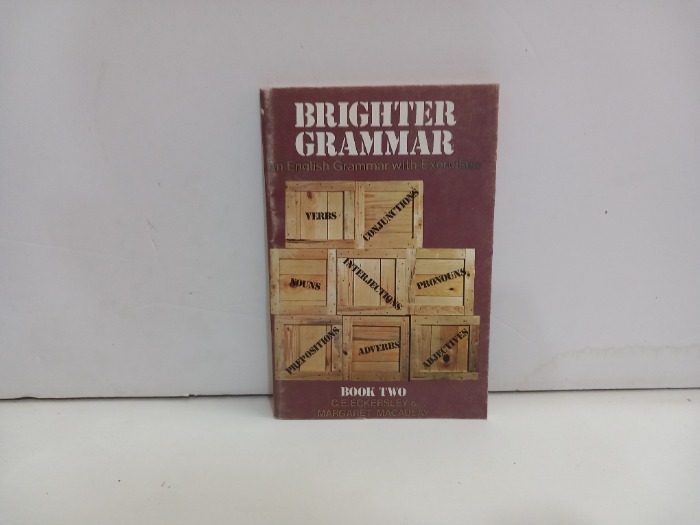 BRIGHTER
GRAMMAR
An English Grammar with Exercises
VERBS
CONJUNCTIONS
NOUNS
INTERJECTIONS
PRONOUNS
PREPOSITIONS
ADVERBS
ADJECTIVES
BOOK TWO
C.E.ECKERSLEY &
MARGARET MACAULAY